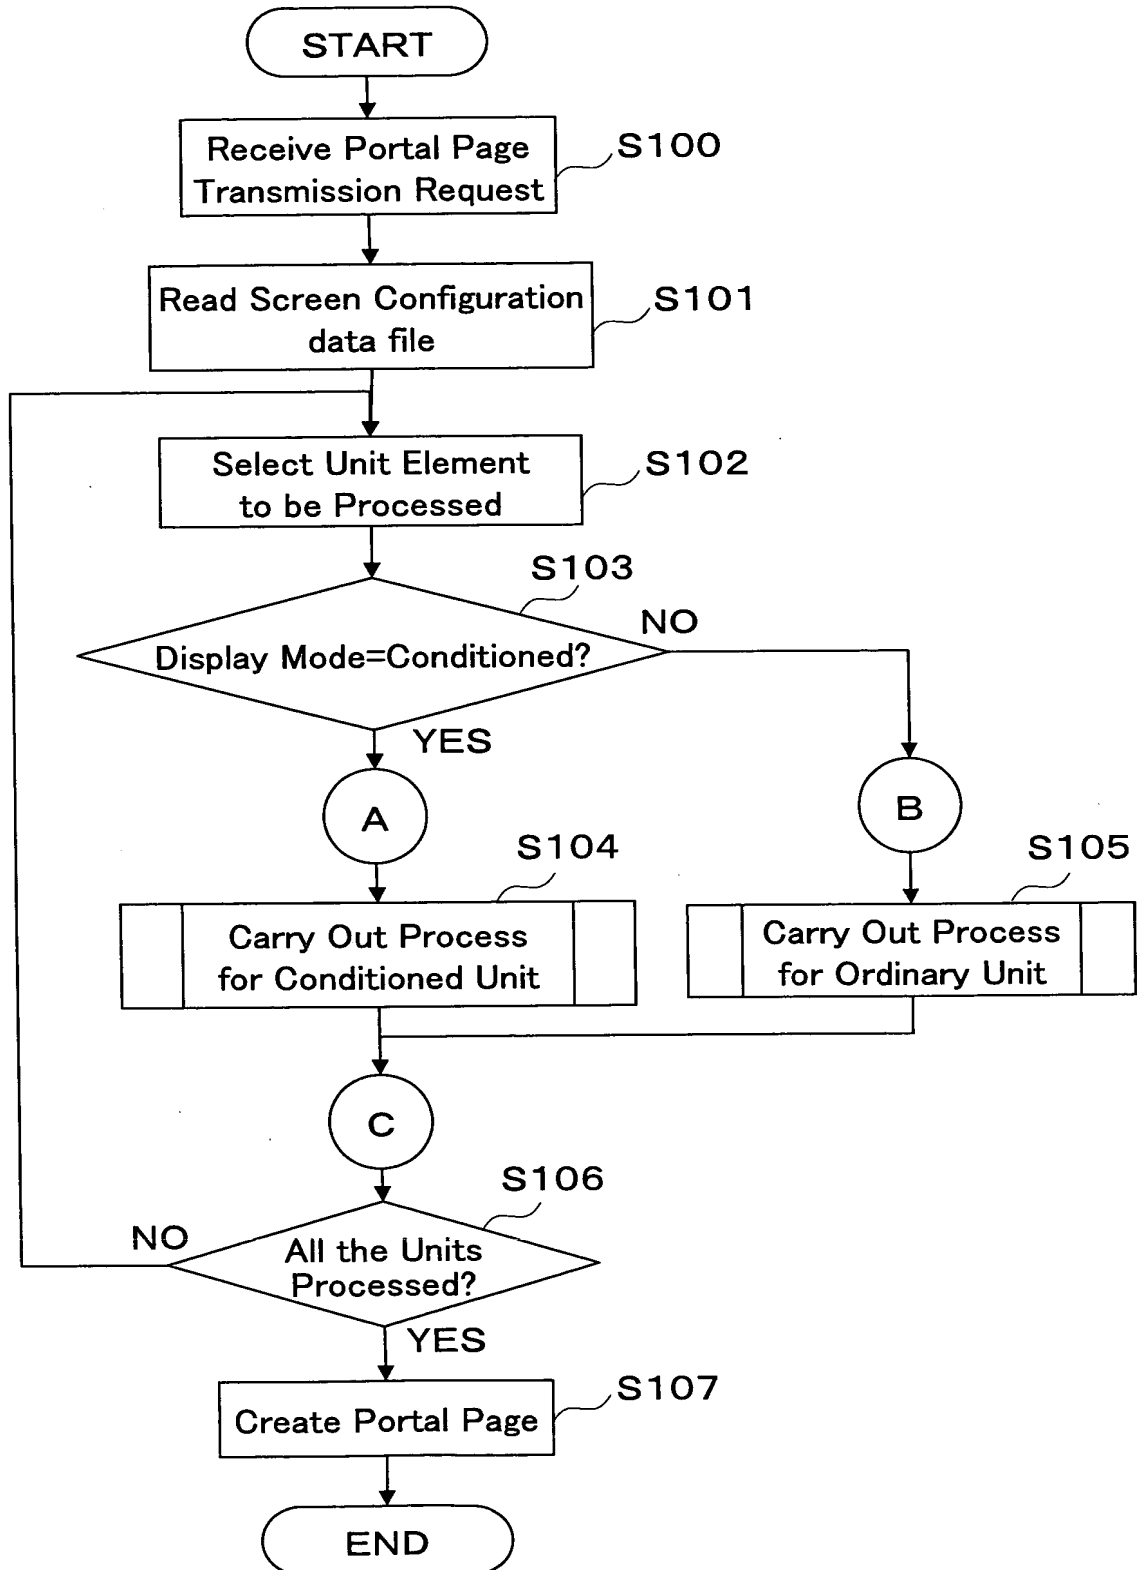 START
Receive Portal Page
Transmission Request
S100
Read Screen Configuration
data file
S101
Select Unit Element
to be Processed
S102
S103
Display Mode=Conditioned?
NO
YES
A
B
S104
Carry Out Process
for Conditioned Unit
S105
Carry Out Process
for Ordinary Unit
C
S106
All the Units
Processed?
NO
YES
S107
Create Portal Page
END